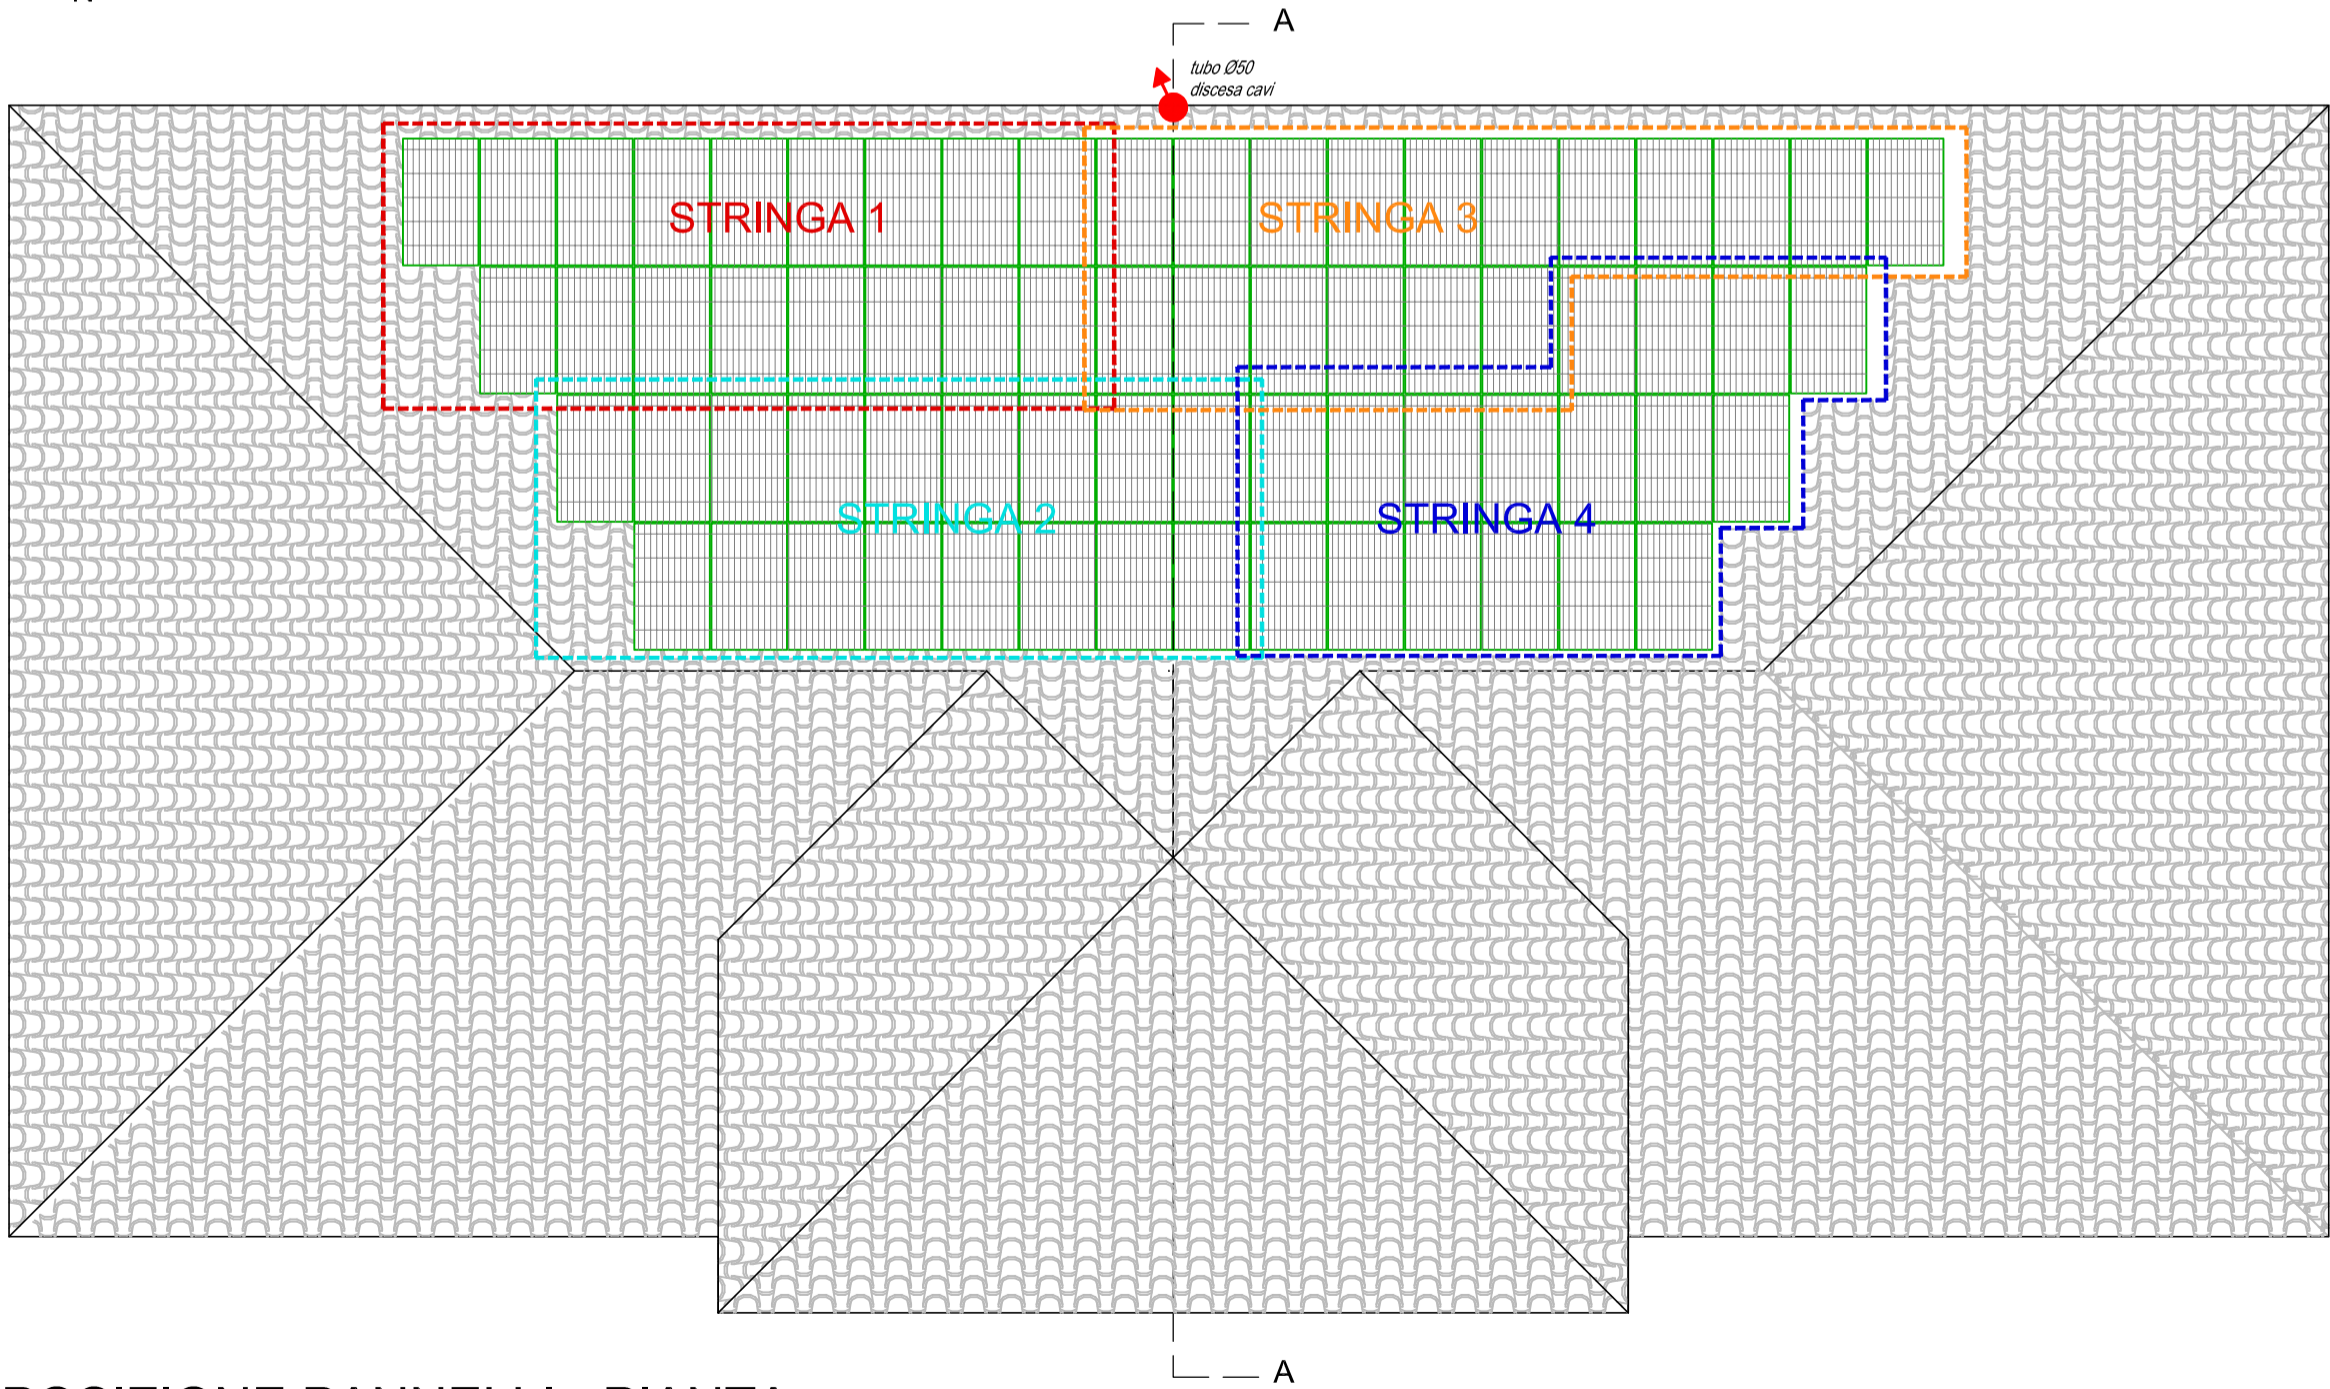 A
tubo Ø50
discesa cavi
STRINGA 1
STRINGA 3
STRINGA 2
STRINGA 4
A